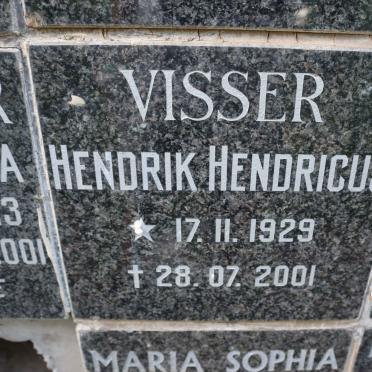 VISSER
HENDRIK HENDRICUS
★ 17. 11. 1929
✝ 28. 07. 2001
MARIA SOPHIA